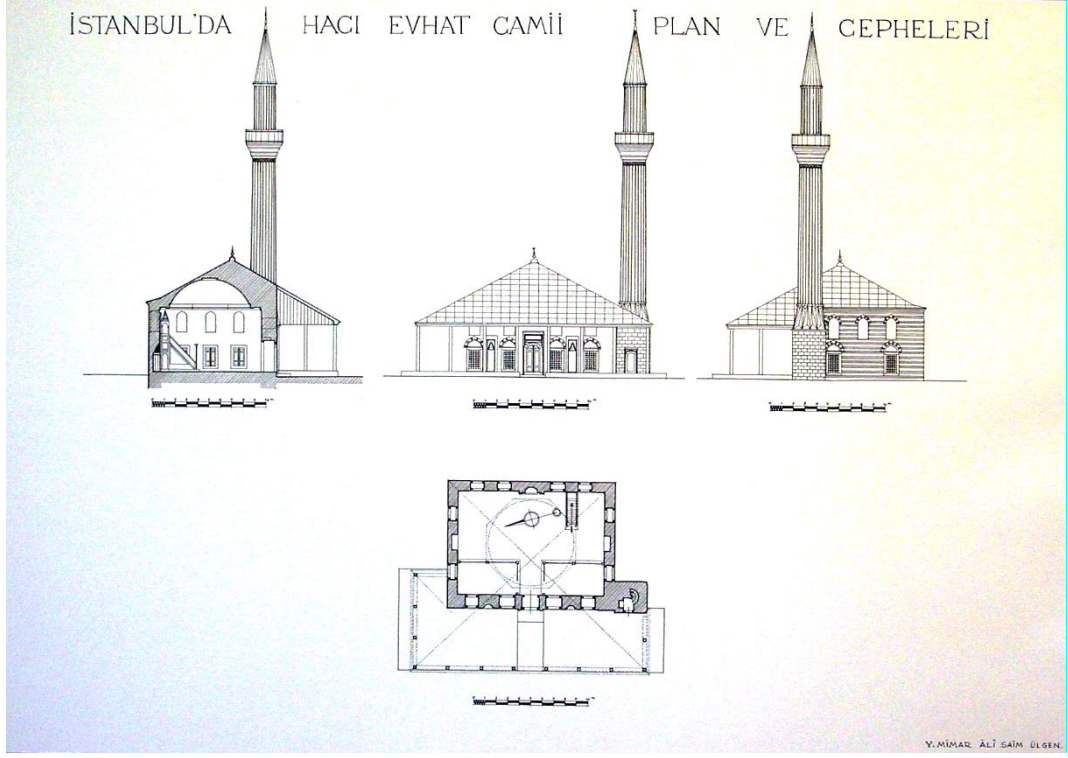 İSTANBUL'DA HACI EVHAT CAMİİ PLAN VE CEPHELERİ
Y. MİMAR ÂLİ SAİM ÜLGEN.